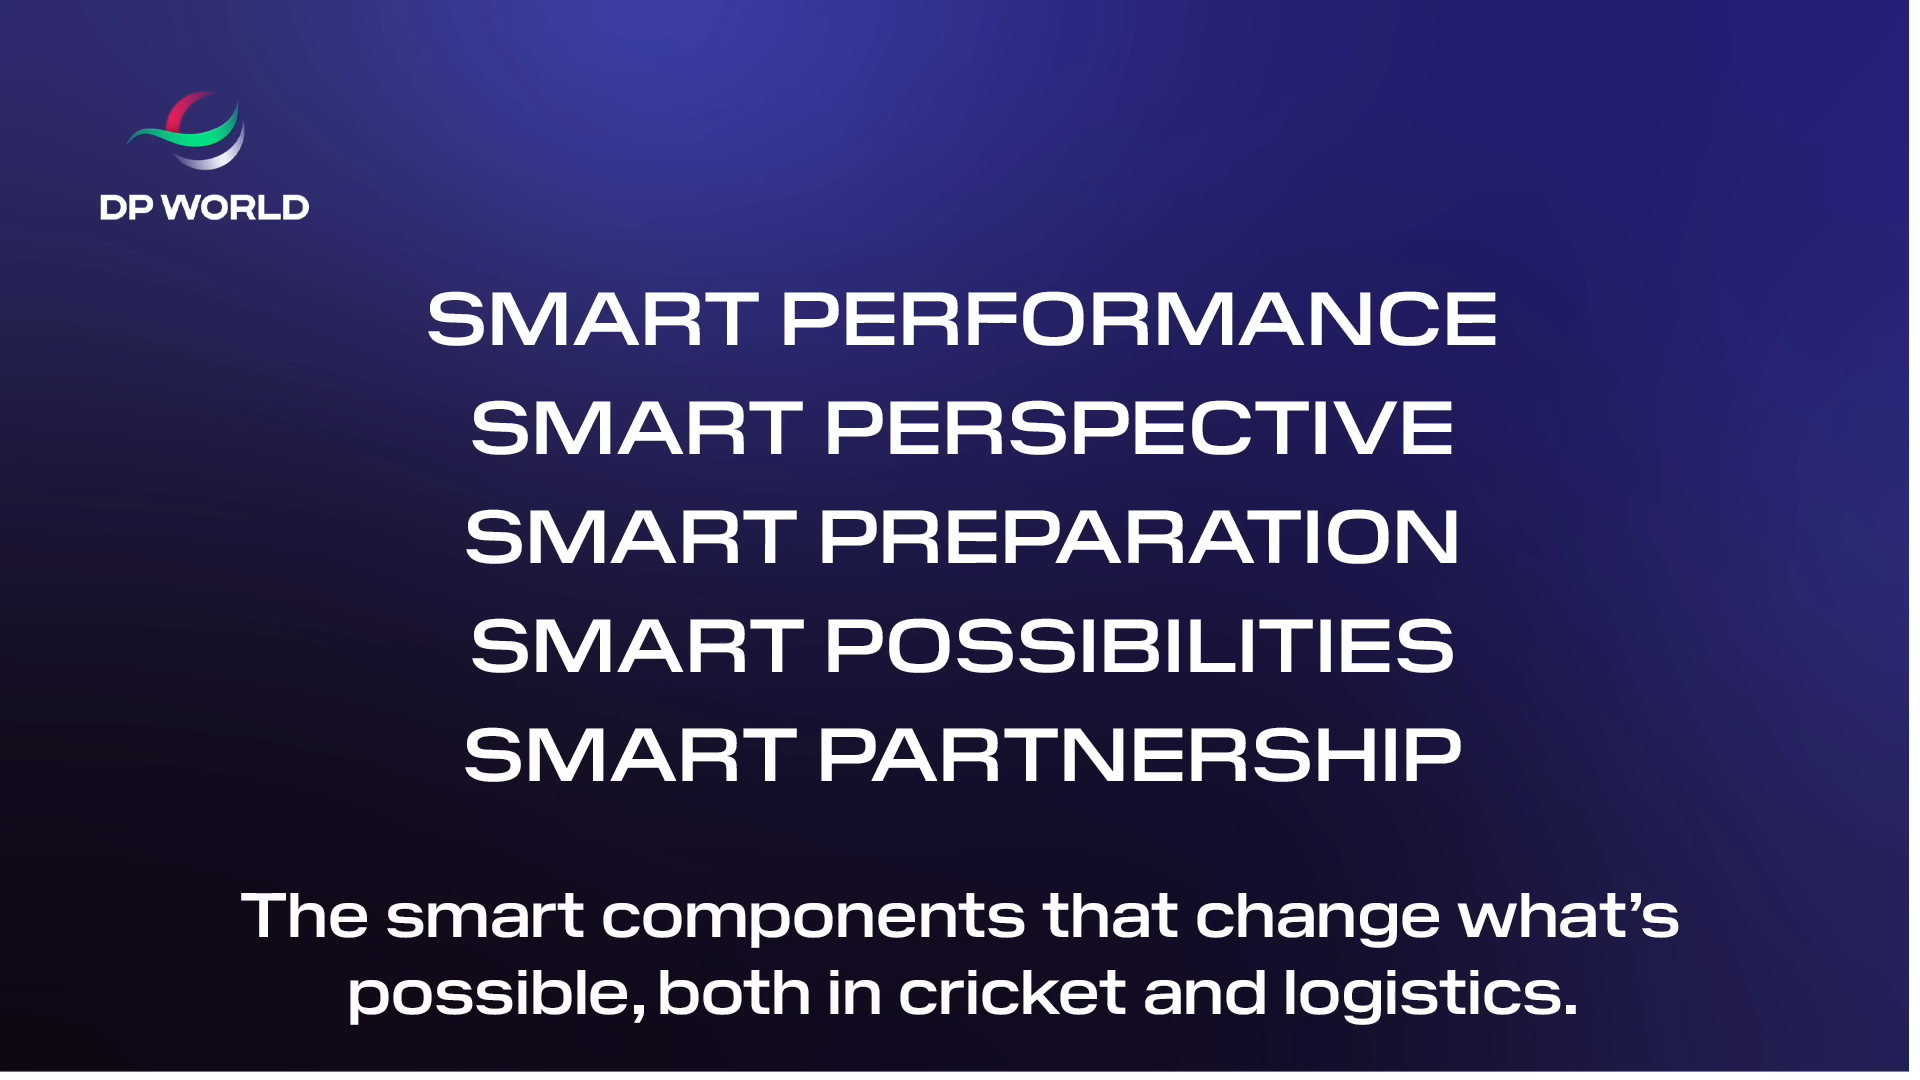 DP WORLD
SMART PERFORMANCE
SMART PERSPECTIVE
SMART PREPARATION
SMART POSSIBILITIES
SMART PARTNERSHIP
The smart components that change what’s
possible, both in cricket and logistics.